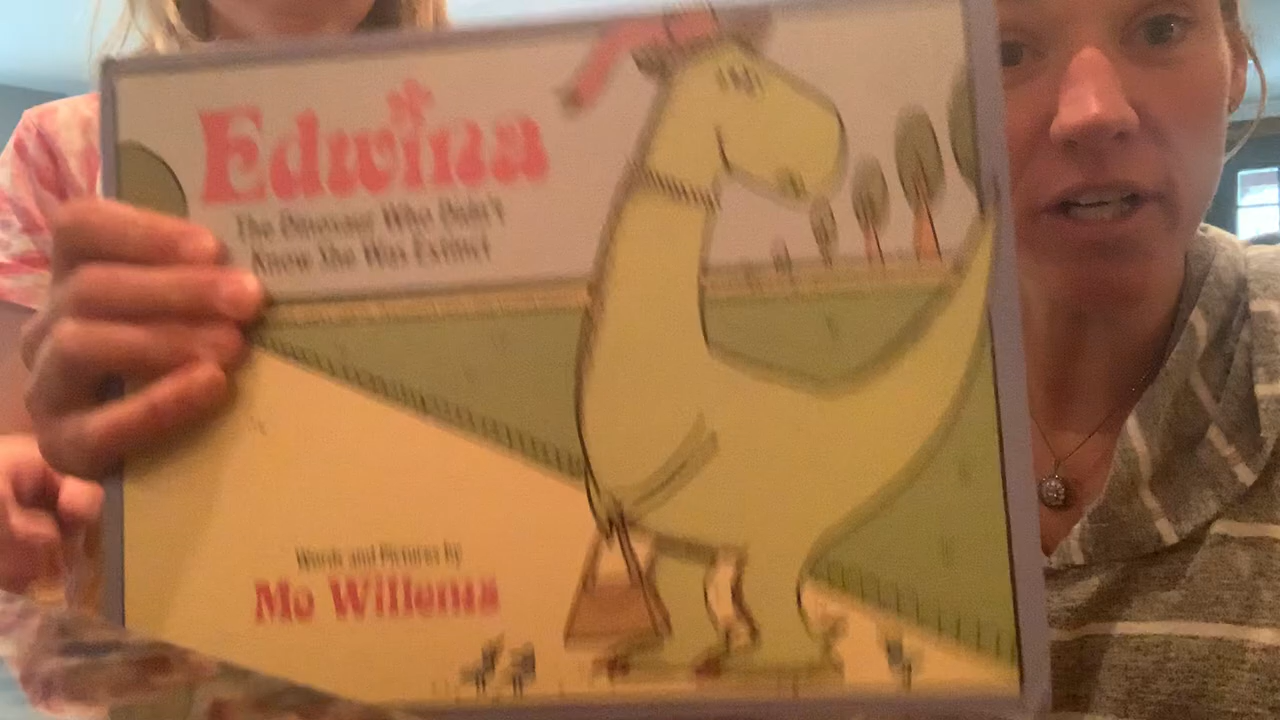 Edwina
The Dinosaur Who Didn't
Know She Was Extinct
Words and Pictures by
Mo Willems